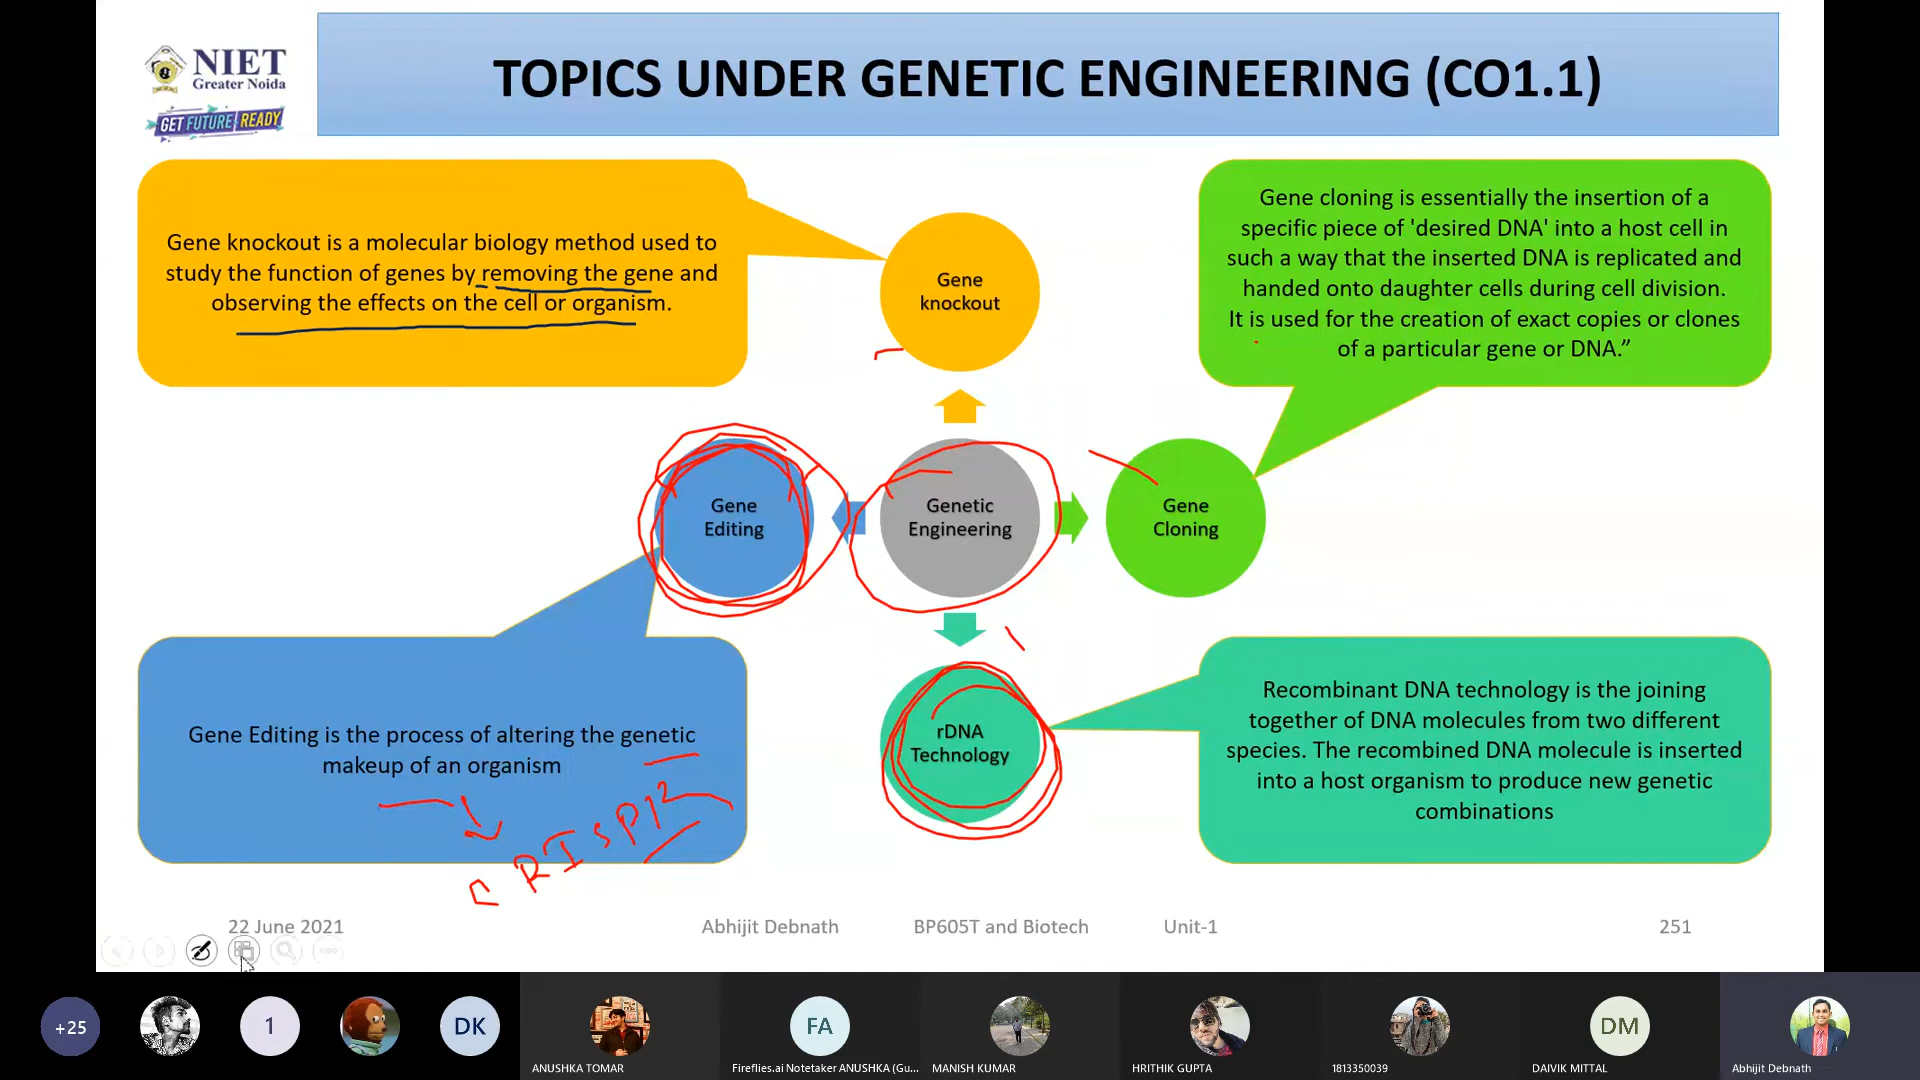 NIET
Greater Noida
GET FUTURE READY
TOPICS UNDER GENETIC ENGINEERING (CO1.1)
Gene knockout is a molecular biology method used to
study the function of genes by removing the gene and
observing the effects on the cell or organism.
Gene
knockout
Gene cloning is essentially the insertion of a
specific piece of 'desired DNA' into a host cell in
such a way that the inserted DNA is replicated and
handed onto daughter cells during cell division.
It is used for the creation of exact copies or clones
of a particular gene or DNA.”
Gene
Editing
Genetic
Engineering
Gene
Cloning
Gene Editing is the process of altering the genetic
makeup of an organism
CRISPR
rDNA
Technology
Recombinant DNA technology is the joining
together of DNA molecules from two different
species. The recombined DNA molecule is inserted
into a host organism to produce new genetic
combinations
22 June 2021
Abhijit Debnath
BP605T and Biotech
Unit-1
251
+25
1
DK
FA
DM
ANUSHKA TOMAR
Fireflies.ai Notetaker ANUSHKA (Gu...
MANISH KUMAR
HRITHIK GUPTA
1813350039
DAIVIK MITTAL
Abhijit Debnath